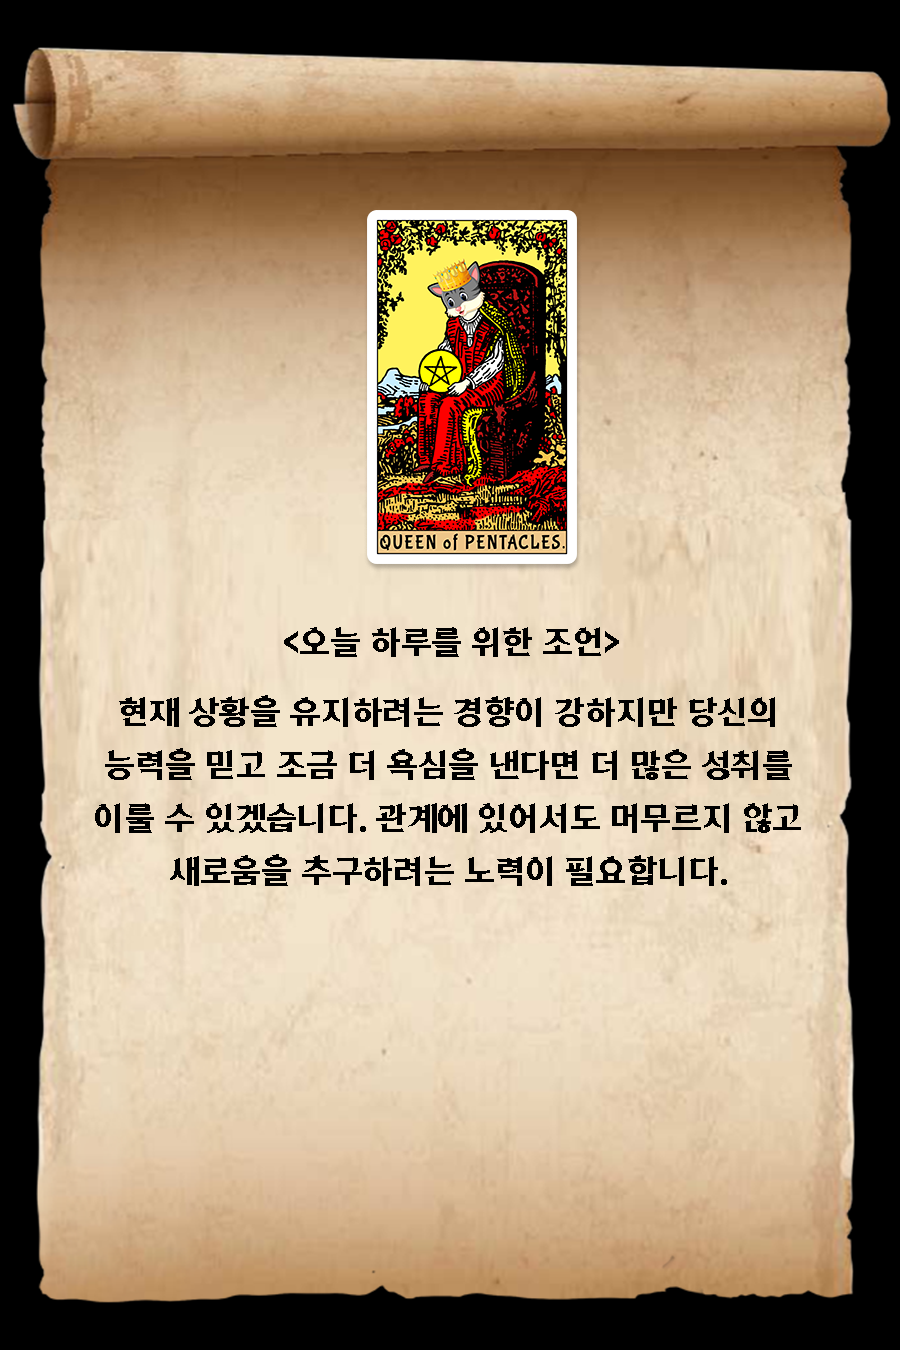 QUEEN of PENTACLES.
<오늘 하루를 위한 조언>
현재 상황을 유지하려는 경향이 강하지만 당신의
능력을 믿고 조금 더 욕심을 낸다면 더 많은 성취를
이룰 수 있겠습니다. 관계에 있어서도 머무르지 않고
새로움을 추구하려는 노력이 필요합니다.